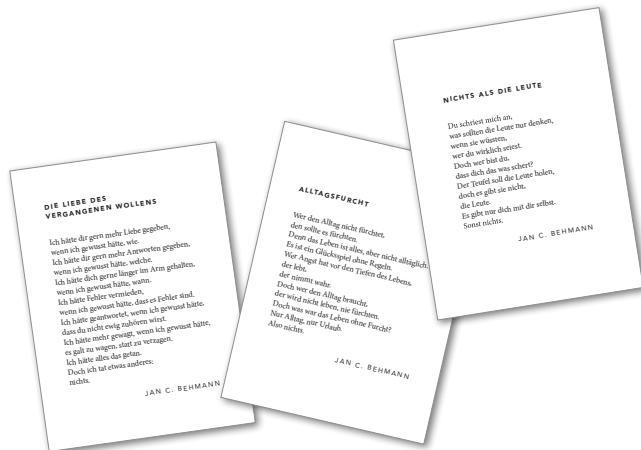 DIE LIEBE DES
VERGANGENEN WOLLENS
Ich hätte dir gern mehr Liebe gegeben,
wenn ich gewusst hätte, wie.
Ich hätte dir gern mehr Antworten gegeben,
wenn ich gewusst hätte, welche.
Ich hätte dich gerne länger im Arm gehalten,
wenn ich gewusst hätte, wann.
Ich hätte Fehler vermieden,
wenn ich gewusst hätte, dass es Fehler sind.
Ich hätte geantwortet, wenn ich gewusst hätte,
dass du nicht ewig zuhören wirst.
Ich hätte mehr gewagt, wenn ich gewusst hätte,
es galt zu wagen, statt zu verzagen.
Ich hätte alles das getan.
Doch ich tat etwas anderes:
nichts.
JAN C. BEHMANN
ALLTAGSFURCHT
Wer den Alltag nicht fürchtet,
den sollte es fürchten.
Denn das Leben ist alles, aber nicht alltäglich.
Es ist ein Glücksspiel ohne Regeln.
Wer Angst hat vor den Tiefen des Lebens,
der lebt,
der nimmt wahr.
Doch wer den Alltag braucht,
der wird nicht leben, nie fürchten.
Doch was war das Leben ohne Furcht?
Nur Alltag, nur Urlaub.
Also nichts.
JAN C. BEHMANN
NICHTS ALS DIE LEUTE
Du schriest mich an,
was sollten die Leute nur denken,
wenn sie wüssten,
wer du wirklich seiest.
Doch wer bist du,
dass dich das schert?
Der Teufel soll die Leute holen,
doch es gibt sie nicht,
die Leute.
Es gibt nur dich mit dir selbst.
Sonst nichts.
JAN C. BEHMANN